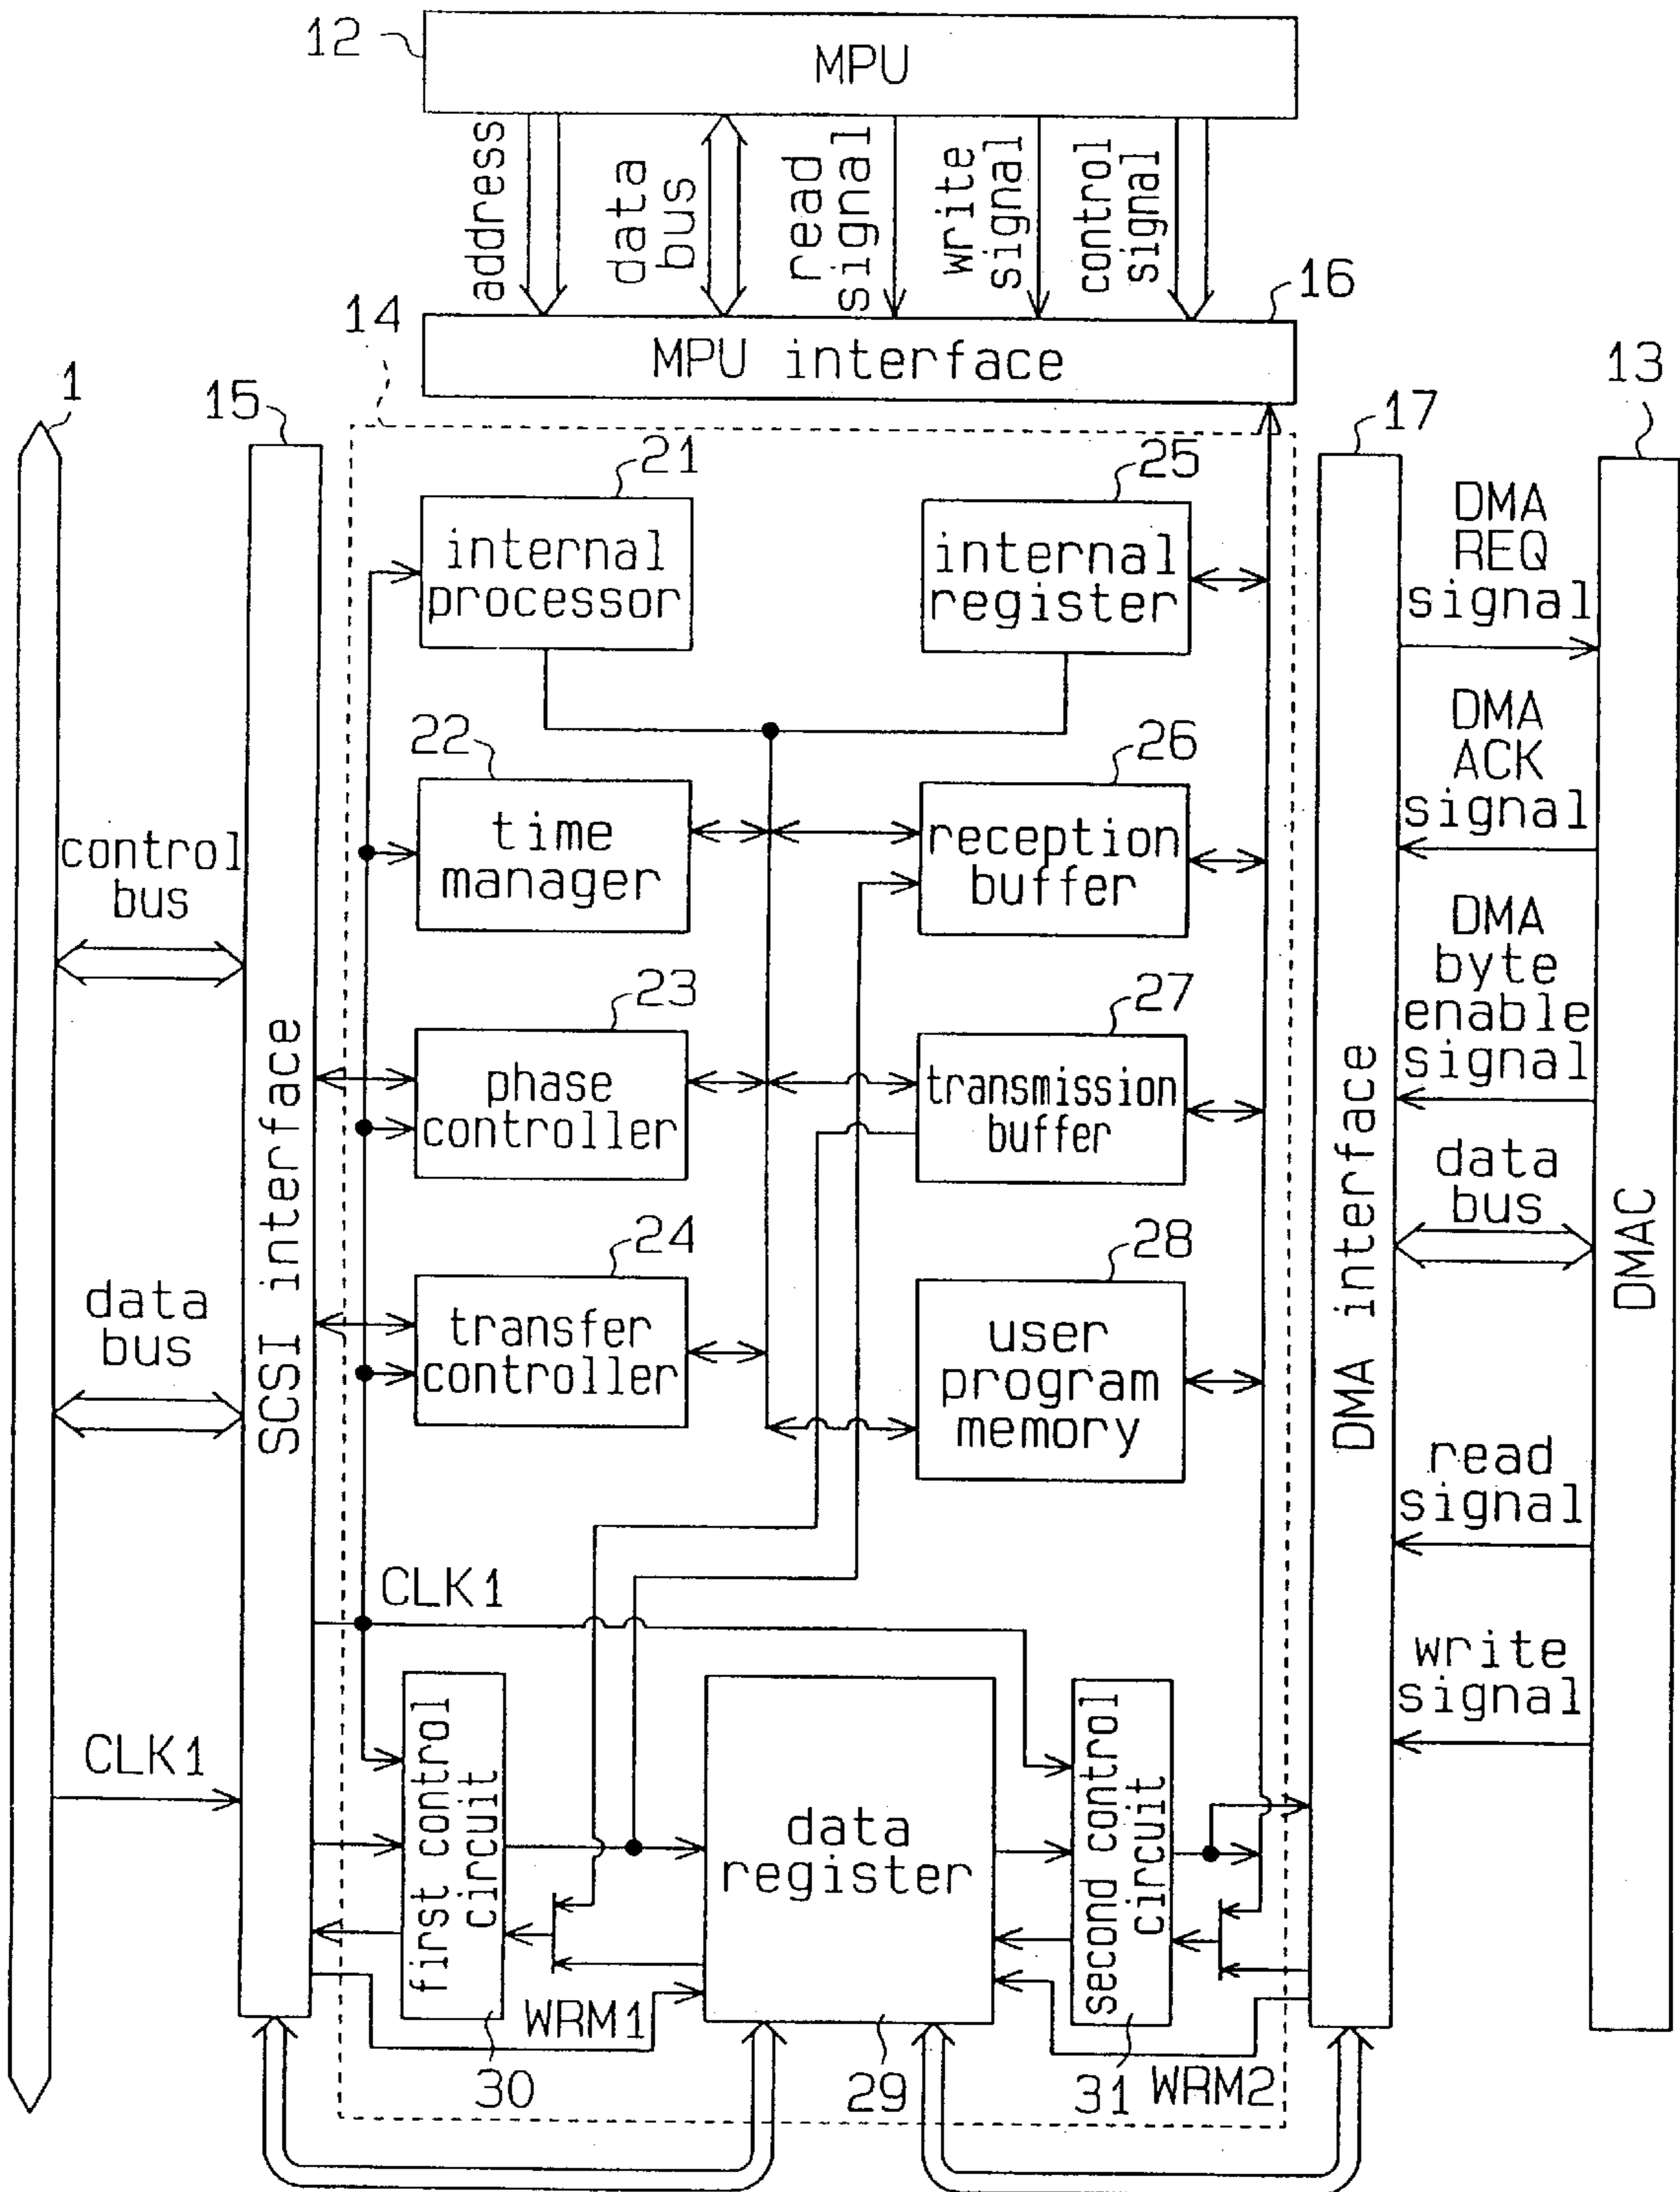 12
MPU
address
data
bus
read
signal
write
signal
control
signal
14
16
MPU interface
1
15
17
13
21
internal
processor
25
internal
register
DMA
REQ
signal
22
time
manager
26
reception
buffer
DMA
ACK
signal
control
bus
23
phase
controller
27
transmission
buffer
DMA
byte
enable
signal
data
bus
SCSI interface
DMA interface
DMAC
24
transfer
controller
28
user
program
memory
data
bus
read
signal
CLK1
write
signal
CLK1
first control
circuit
data
register
second control
circuit
WRM1
30
29
31
WRM2